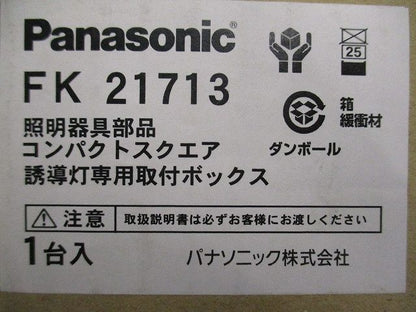 Panasonic
25
FK 21713
照明器具部品
コンパクトスクエア
誘導灯専用取付ボックス
箱
緩衝材
ダンボール
注意 取扱説明書は必ずお客様にお渡しください。
1台入
パナソニック株式会社